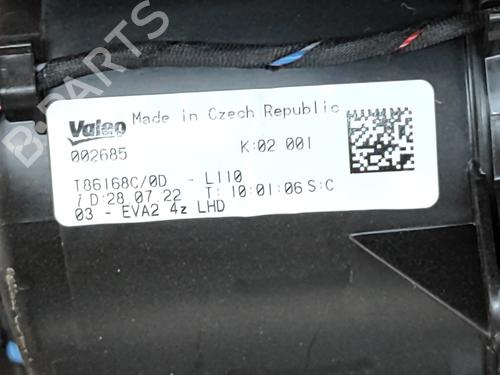 B-PARTS
Valeo Made in Czech Republic
002685 K:02 001
T86168C/0D - L110
D:28.07.22 T: 10:01:06 S:C
03 - EVA2 4z LHD